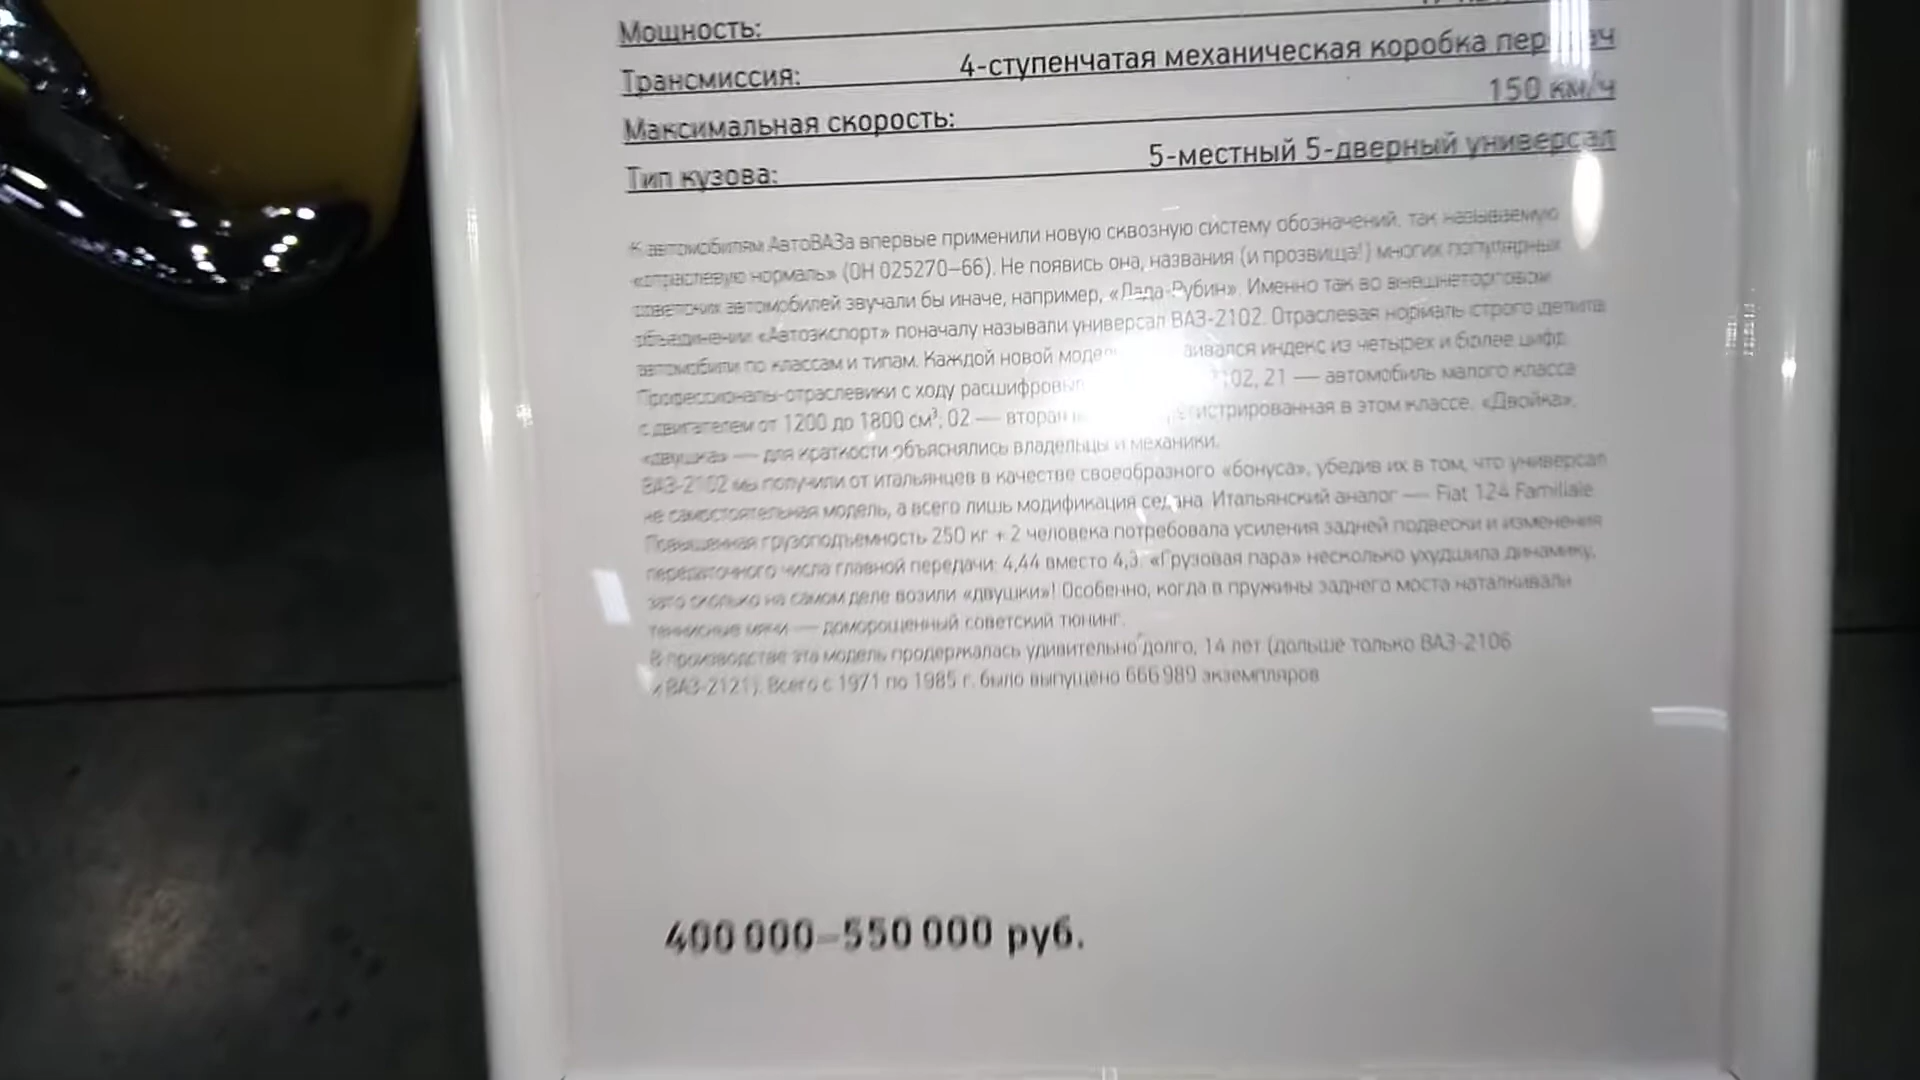 Мощность:
Трансмиссия: 4-ступенчатая механическая коробка передач
Максимальная скорость: 150 км/ч
Тип кузова: 5-местный 5-дверный универсал
К автомобилям АвтоВАЗа впервые применили новую сквозную систему обозначений, так называемую
«отраслевую нормаль» (ОН 025270–66). Не появись она, названия (и прозвища!) многих популярных
советских автомобилей звучали бы иначе, например, «Лада-Рубин». Именно так во внешнеторговом
объединении «Автоэкспорт» поначалу называли универсал ВАЗ-2102. Отраслевая нормаль строго делила
автомобили по классам и типам. Каждой новой индекс из четырех и более цифр.
Профессионалы-отраслевики с ходу 21 — автомобиль малого класса
с двигателем от 1200 до 1800 см³, 02 — вторая в этом классе. «Двойка»,
«двушка» — для краткости объяснялись владельцы и механики.
ВАЗ-2102 мы получили от итальянцев в качестве своеобразного «бонуса», убедив их в том, что универсал
не самостоятельная модель, а всего лишь модификация седана. Итальянский аналог — Fiat 124 Familiale.
Повышенная грузоподъемность 250 кг + 2 человека потребовала усиления задней подвески и изменения
передаточного числа главной передачи: 4,44 вместо 4,3. «Грузовая пара» несколько ухудшила динамику,
зато сколько на самом деле возили «двушки»! Особенно, когда в пружины заднего моста наталкивали
теннисные мячи — доморощенный советский тюнинг.
В производстве эта модель продержалась удивительно долго, 14 лет (дольше только ВАЗ-2106
и ВАЗ-2121). Всего с 1971 по 1985 г. было выпущено 666 989 экземпляров
400 000–550 000 руб.